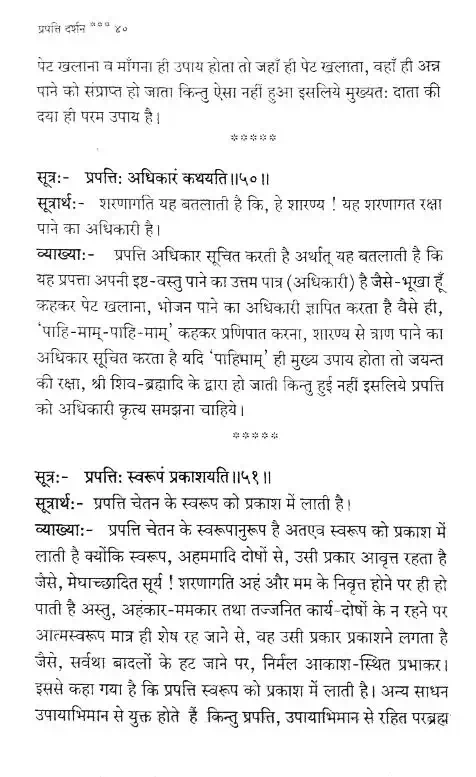 प्रपत्ति दर्शन *** ४०
पेट खलाना व माँगना ही उपाय होता तो जहाँ ही पेट खलाता, वहाँ ही अन्न
पाने को संप्राप्त हो जाता किन्तु ऐसा नहीं हुआ इसलिये मुख्यत: दाता की
दया ही परम उपाय है।
*****
सूत्र:- प्रपत्ति: अधिकारं कथयति॥५०॥
सूत्रार्थ:- शरणागति यह बतलाती है कि, हे शारण्य ! यह शरणागत रक्षा
पाने का अधिकारी है।
व्याख्या:- प्रपत्ति अधिकार सूचित करती है अर्थात् यह बतलाती है कि
यह प्रपत्ता अपनी इष्ट-वस्तु पाने का उत्तम पात्र (अधिकारी) है जैसे-भूखा हूँ
कहकर पेट खलाना, भोजन पाने का अधिकारी ज्ञापित करता है वैसे ही,
'पाहि-माम्-पाहि-माम्' कहकर प्रणिपात करना, शारण्य से त्राण पाने का
अधिकार सूचित करता है यदि 'पाहिमाम्' ही मुख्य उपाय होता तो जयन्त
की रक्षा, श्री शिव-ब्रह्मादि के द्वारा हो जाती किन्तु हुई नहीं इसलिये प्रपत्ति
को अधिकारी कृत्य समझना चाहिये।
*****
सूत्र:- प्रपत्ति: स्वरूपं प्रकाशयति॥५१॥
सूत्रार्थ:- प्रपत्ति चेतन के स्वरूप को प्रकाश में लाती है।
व्याख्या:- प्रपत्ति चेतन के स्वरूपानुरूप है अतएव स्वरूप को प्रकाश में
लाती है क्योंकि स्वरूप, अहममादि दोषों से, उसी प्रकार आवृत्त रहता है
जैसे, मेघाच्छादित सूर्य ! शरणागति अहं और मम के निवृत्त होने पर ही हो
पाती है अस्तु, अहंकार-ममकार तथा तज्जनित कार्य-दोषों के न रहने पर
आत्मस्वरूप मात्र ही शेष रह जाने से, वह उसी प्रकार प्रकाशने लगता है
जैसे, सर्वथा बादलों के हट जाने पर, निर्मल आकाश-स्थित प्रभाकर।
इससे कहा गया है कि प्रपत्ति स्वरूप को प्रकाश में लाती है। अन्य साधन
उपायाभिमान से युक्त होते हैं किन्तु प्रपत्ति, उपायाभिमान से रहित परब्रह्म